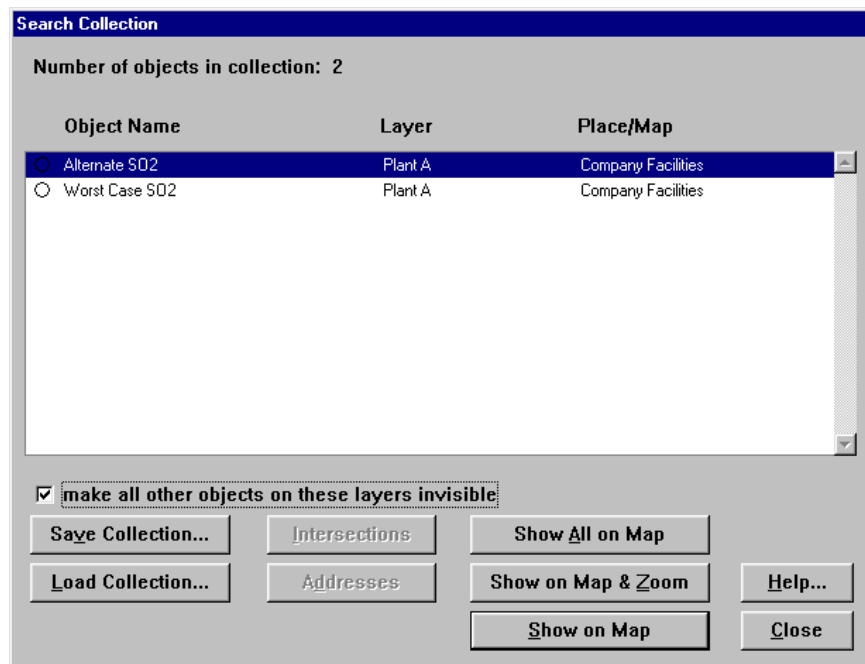 Search Collection
Number of objects in collection: 2
Object Name Layer Place/Map
Alternate SO2 Plant A Company Facilities
Worst Case SO2 Plant A Company Facilities
make all other objects on these layers invisible
Save Collection... Intersections Show All on Map
Load Collection... Addresses Show on Map & Zoom Help...
Show on Map Close